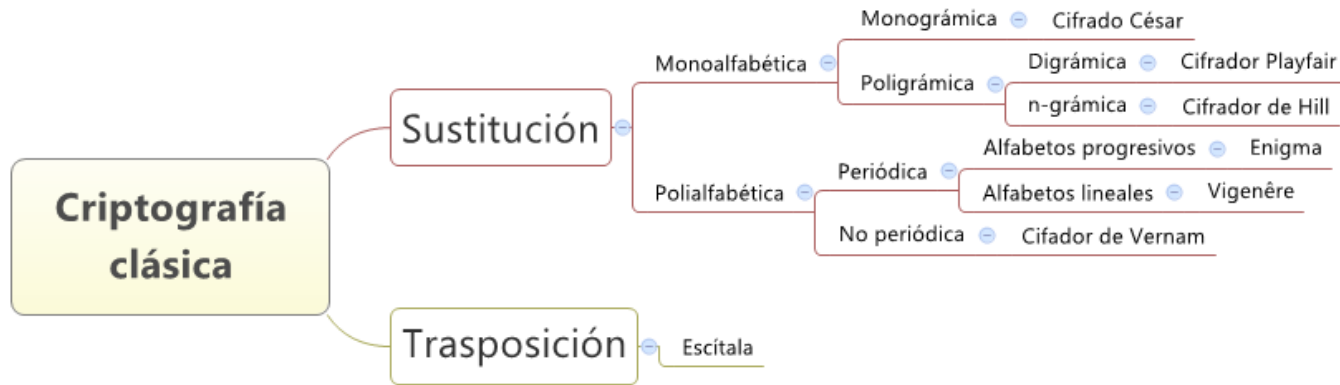 Criptografía
clásica
Sustitución
Monoalfabética
Monográmica
Cifrado César
Poligrámica
Digrámica
Cifrador Playfair
n-grámica
Cifrador de Hill
Polialfabética
Periódica
Alfabetos progresivos
Enigma
Alfabetos lineales
Vigenêre
No periódica
Cifador de Vernam
Trasposición
Escítala